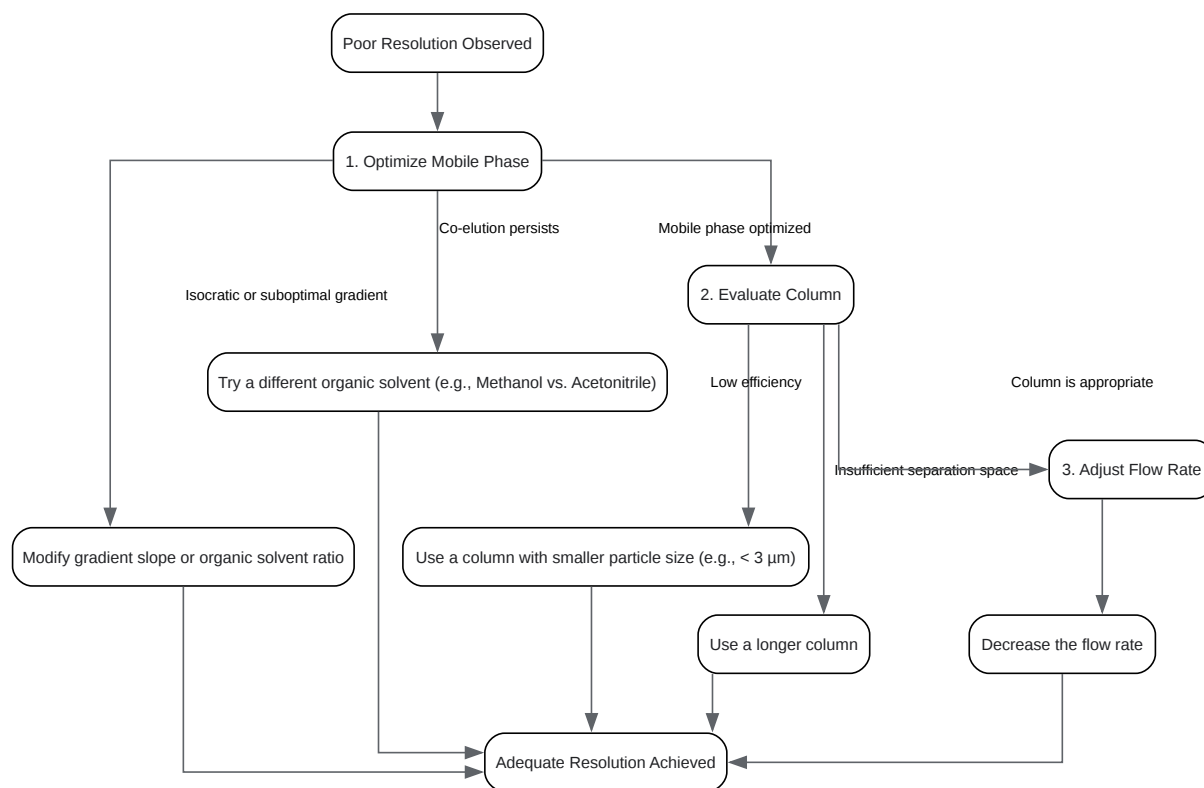 Poor Resolution Observed
1. Optimize Mobile Phase
Co-elution persists
Mobile phase optimized
Isocratic or suboptimal gradient
2. Evaluate Column
Try a different organic solvent (e.g., Methanol vs. Acetonitrile)
Low efficiency
Column is appropriate
Insufficient separation space
3. Adjust Flow Rate
Modify gradient slope or organic solvent ratio
Use a column with smaller particle size (e.g., < 3 µm)
Use a longer column
Decrease the flow rate
Adequate Resolution Achieved